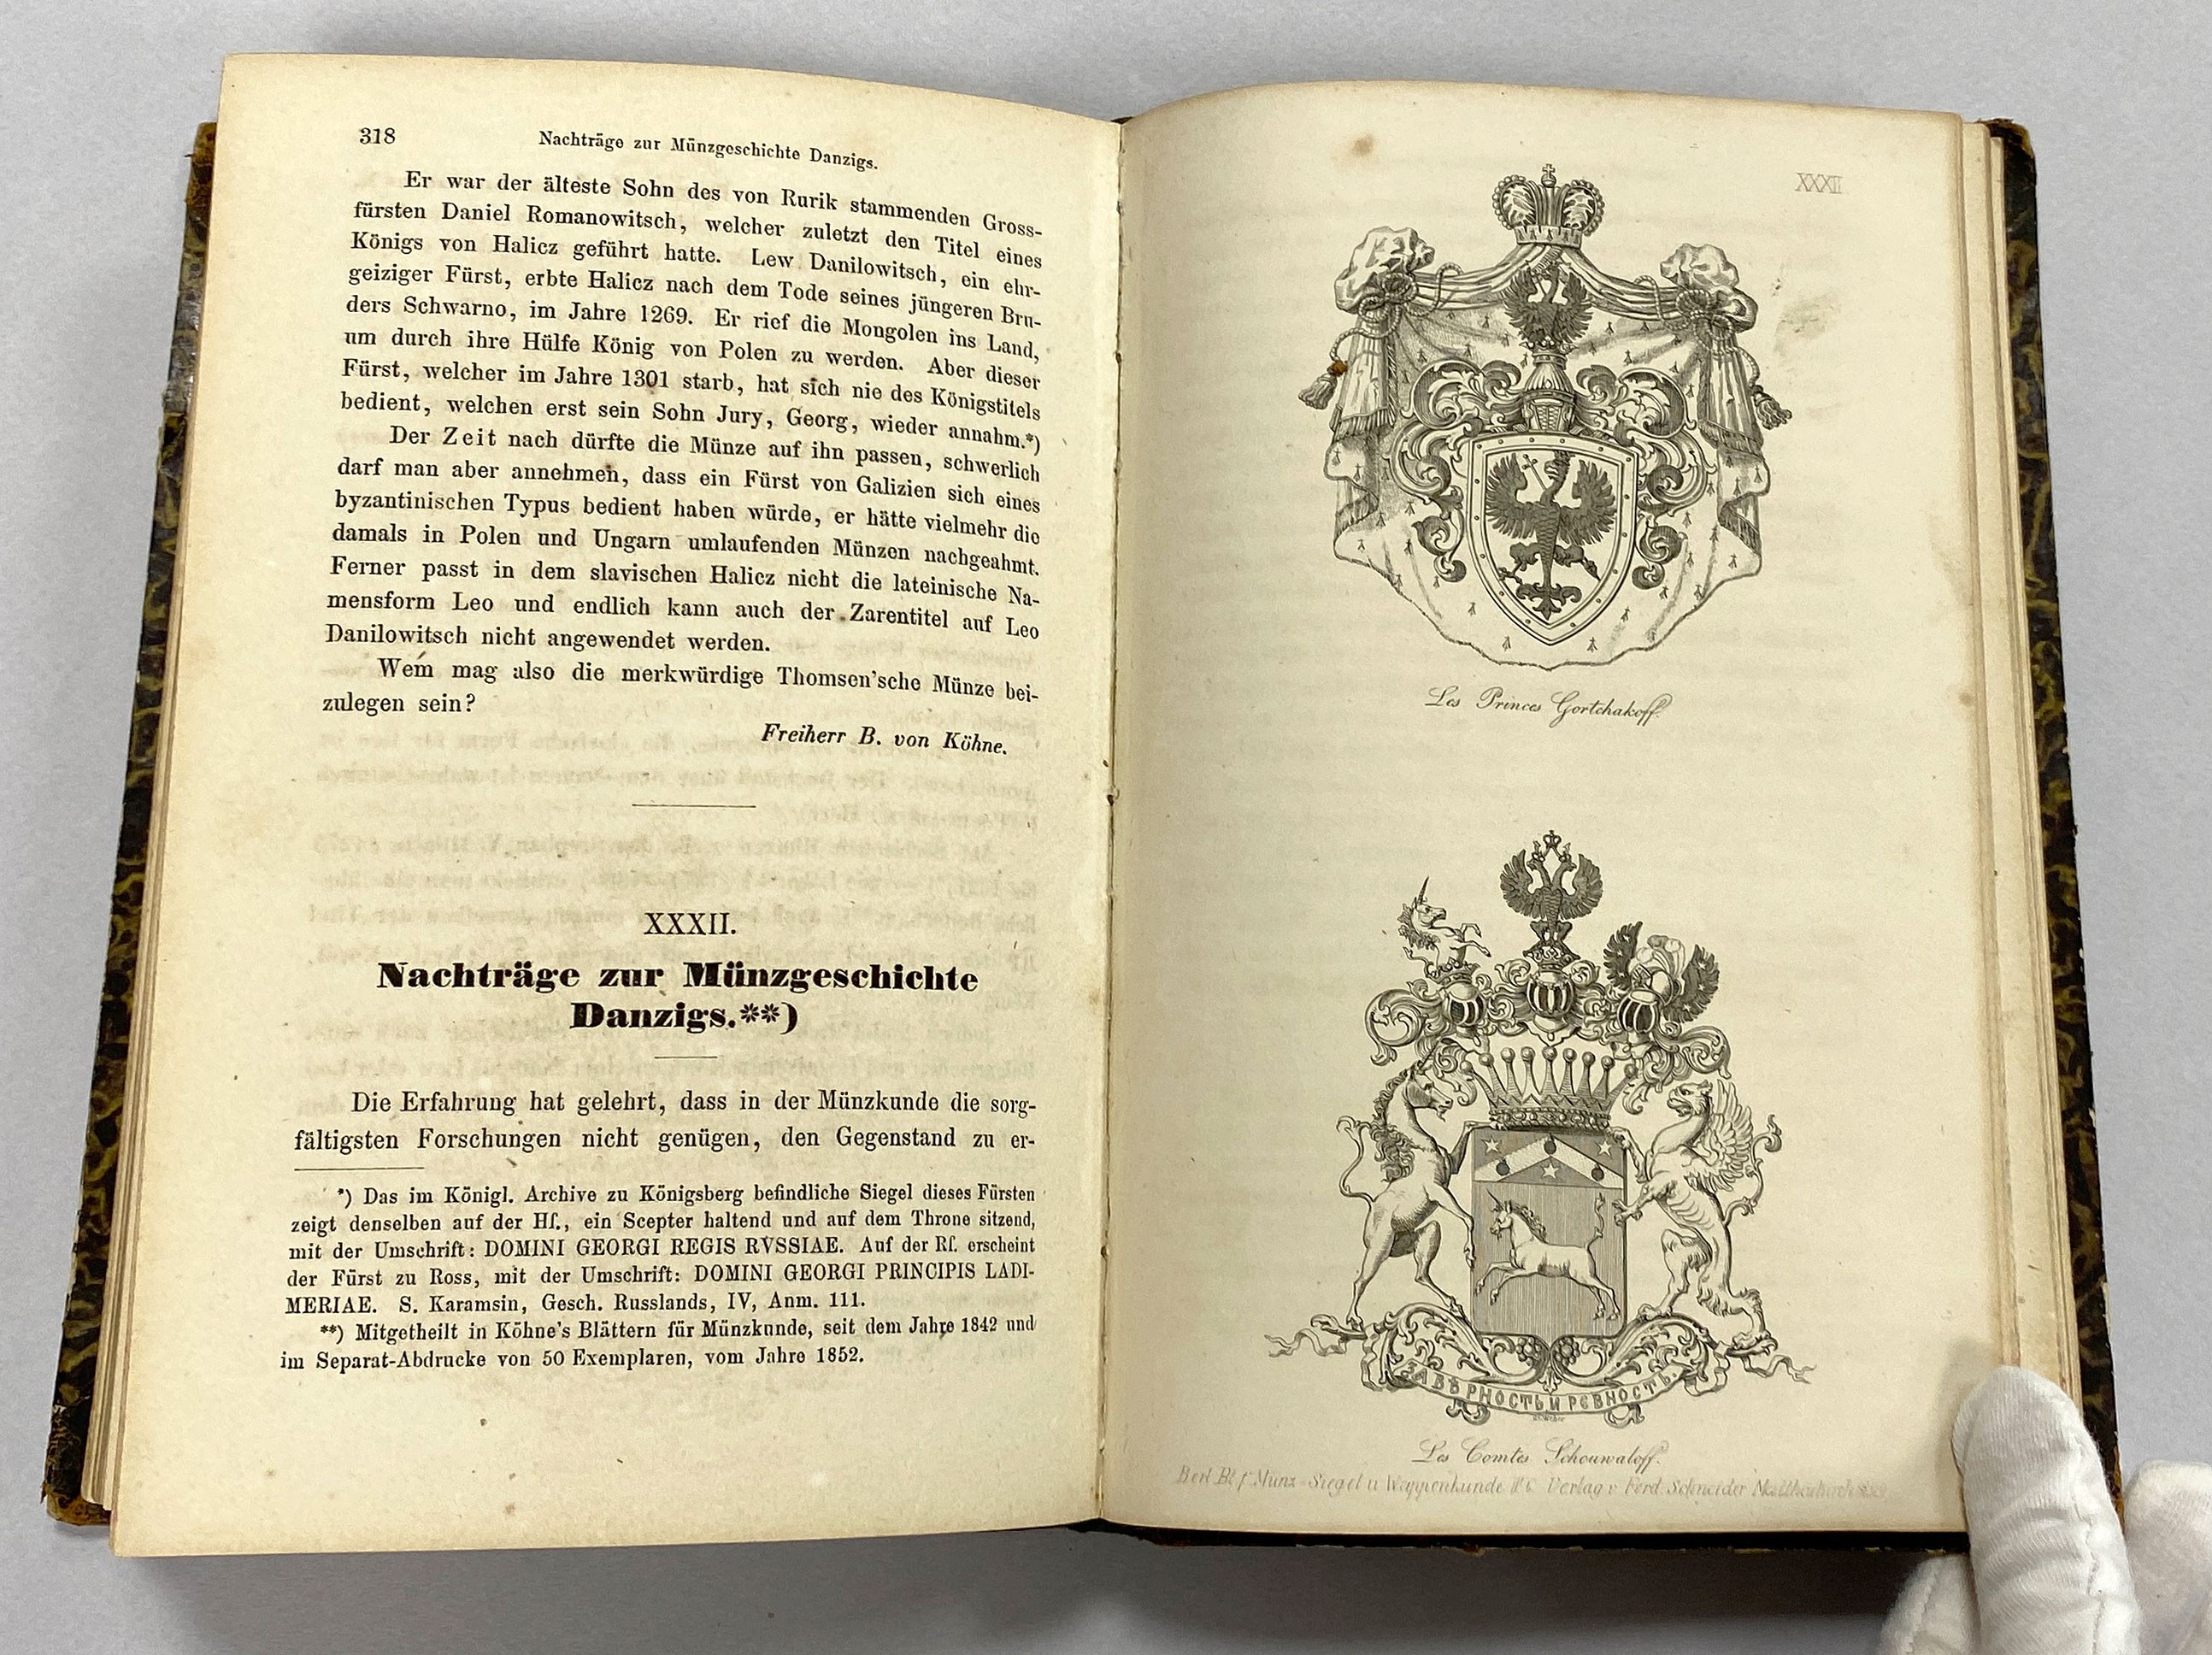 318
Nachträge zur Münzgeschichte Danzigs.
Er war der älteste Sohn des von Rurik stammenden Gross-
fürsten Daniel Romanowitsch, welcher zuletzt den Titel eines
Königs von Halicz geführt hatte. Lew Danilowitsch, ein ehr-
geiziger Fürst, erbte Halicz nach dem Tode seines jüngeren Bru-
ders Schwarno, im Jahre 1269. Er rief die Mongolen ins Land,
um durch ihre Hülfe König von Polen zu werden. Aber dieser
Fürst, welcher im Jahre 1301 starb, hat sich nie des Königstitels
bedient, welchen erst sein Sohn Jury, Georg, wieder annahm.*)
Der Zeit nach dürfte die Münze auf ihn passen, schwerlich
darf man aber annehmen, dass ein Fürst von Galizien sich eines
byzantinischen Typus bedient haben würde, er hätte vielmehr die
damals in Polen und Ungarn umlaufenden Münzen nachgeahmt.
Ferner passt in dem slavischen Halicz nicht die lateinische Na-
mensform Leo und endlich kann auch der Zarentitel auf Leo
Danilowitsch nicht angewendet werden.
Wem mag also die merkwürdige Thomsen'sche Münze bei-
zulegen sein?
Freiherr B. von Köhne.
XXXII.
Nachträge zur Münzgeschichte
Danzigs.**)
Die Erfahrung hat gelehrt, dass in der Münzkunde die sorg-
fältigsten Forschungen nicht genügen, den Gegenstand zu er-
*) Das im Königl. Archive zu Königsberg befindliche Siegel dieses Fürsten
zeigt denselben auf der Hf., ein Scepter haltend und auf dem Throne sitzend,
mit der Umschrift: DOMINI GEORGI REGIS RVSSIAE. Auf der Rf. erscheint
der Fürst zu Ross, mit der Umschrift: DOMINI GEORGI PRINCIPIS LADI-
MERIAE. S. Karamsin, Gesch. Russlands, IV, Anm. 111.
**) Mitgetheilt in Köhne's Blättern für Münzkunde, seit dem Jahre 1842 und
im Separat-Abdrucke von 50 Exemplaren, vom Jahre 1852.
XXXII
Les Princes Gortchakoff.
ЗА ВѢРНОСТЬ И РЕВНОСТЬ.
Les Comtes Schouwaloff.
Berl. Bl. f. Münz-Siegel u Wappenkunde Verlag v Ferd. Schneider